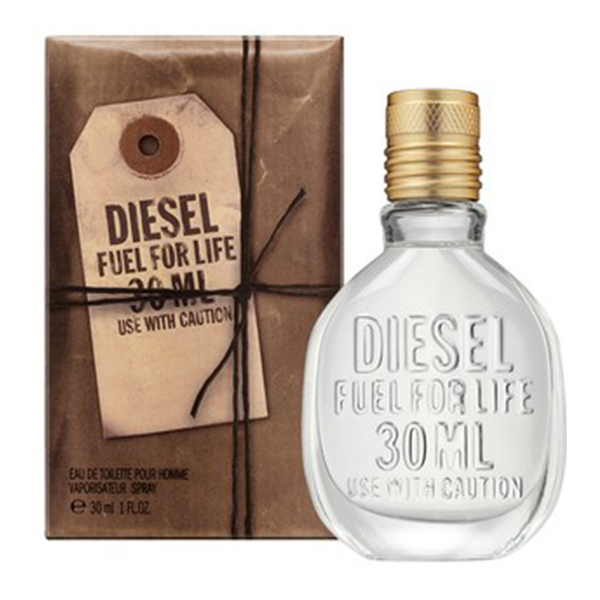 DIESEL
FUEL FOR LIFE
30 ML
USE WITH CAUTION
EAU DE TOILETTE POUR HOMME
VAPORISATEUR SPRAY
℮ 30 ml 1 FL.OZ.
DIESEL
FUEL FOR LIFE
30 ML
USE WITH CAUTION